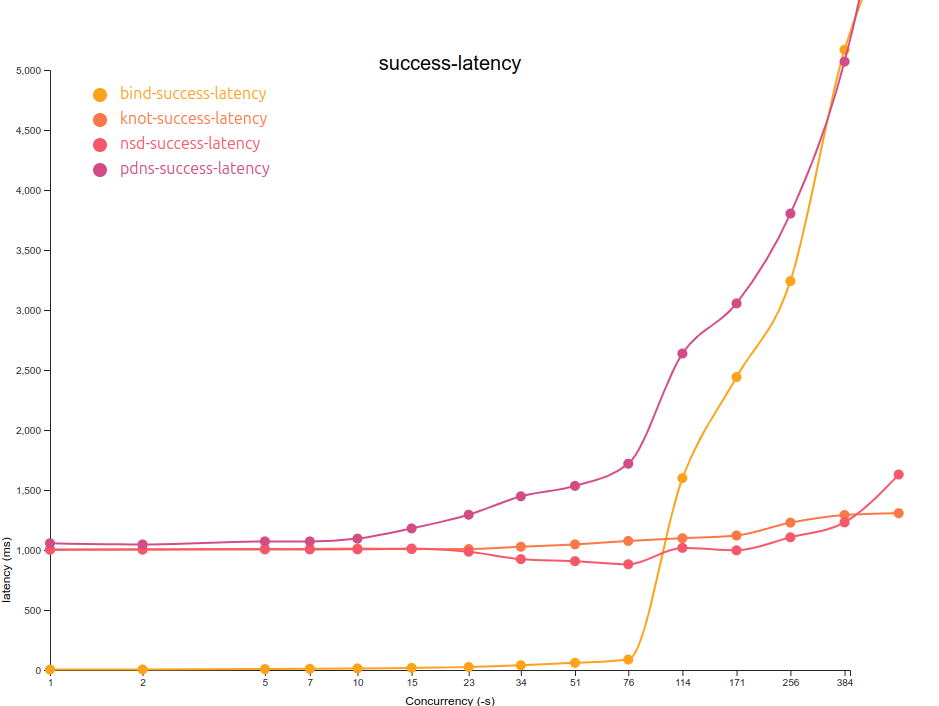 success-latency
5,000
bind-success-latency
knot-success-latency
4,500
nsd-success-latency
pdns-success-latency
4,000
3,500
3,000
2,500
2,000
1,500
1,000
500
0
latency (ms)
1 2 5 7 10 15 23 34 51 76 114 171 256 384
Concurrency (-s)